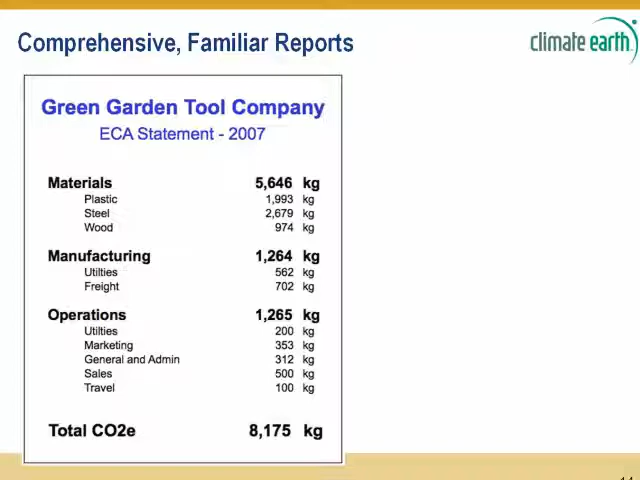 Comprehensive, Familiar Reports
climate earth
Green Garden Tool Company
ECA Statement - 2007
Materials 5,646 kg
Plastic 1,993 kg
Steel 2,679 kg
Wood 974 kg
Manufacturing 1,264 kg
Utilties 562 kg
Freight 702 kg
Operations 1,265 kg
Utilties 200 kg
Marketing 353 kg
General and Admin 312 kg
Sales 500 kg
Travel 100 kg
Total CO2e 8,175 kg